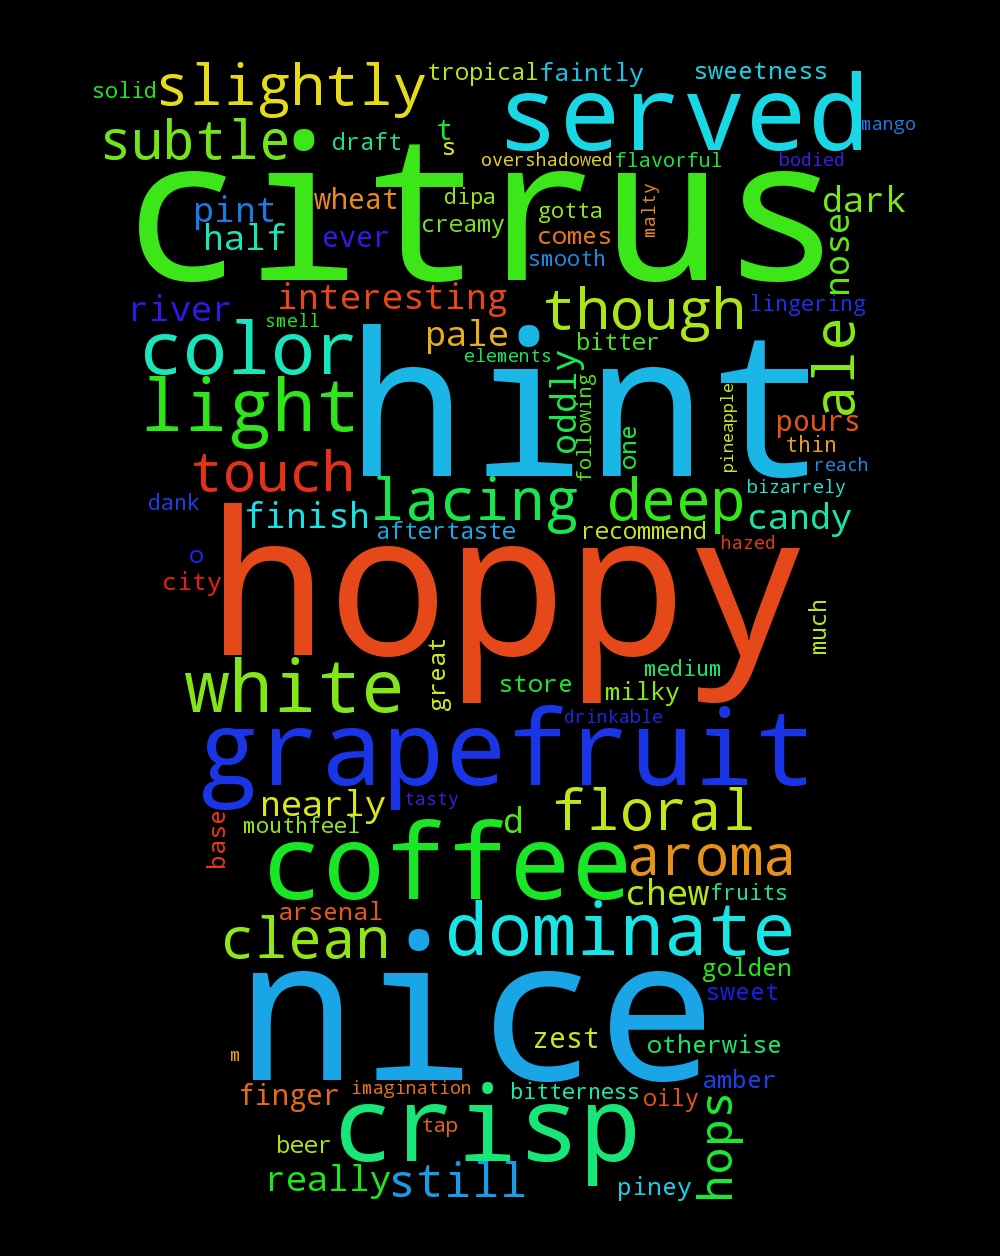 solid
slightly
tropical
faintly
sweetness
served
mango
subtle
draft
t
s
overshadowed
flavorful
bodied
citrus
pint
wheat
dipa
creamy
gotta
malty
dark
half
ever
comes
smooth
nose
river
interesting
though
lingering
color
smell
pale
elements
bitter
ale
hint
light
oddly
following
one
pineapple
pours
thin
reach
touch
lacing
deep
bizarrely
candy
dank
finish
aftertaste
recommend
hazed
hoppy
o
city
much
white
great
store
medium
milky
grapefruit
drinkable
nearly
tasty
floral
base
mouthfeel
d
coffee
aroma
chew
fruits
arsenal
clean
dominate
golden
sweet
nice
zest
otherwise
m
finger
imagination
bitterness
oily
amber
crisp
tap
hops
beer
really
still
piney